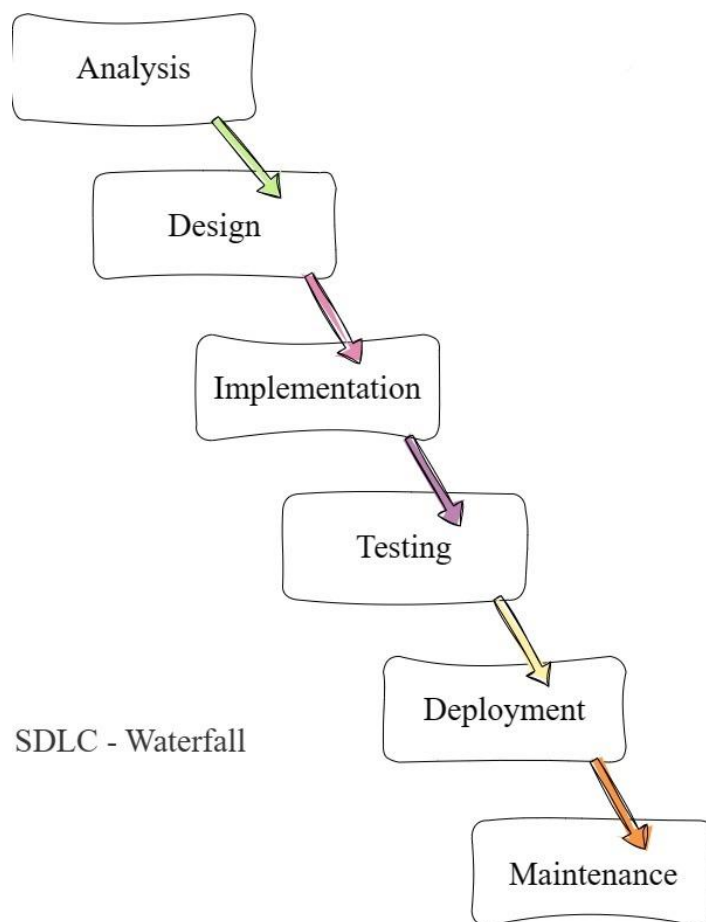 Analysis
Design
Implementation
Testing
Deployment
SDLC - Waterfall
Maintenance